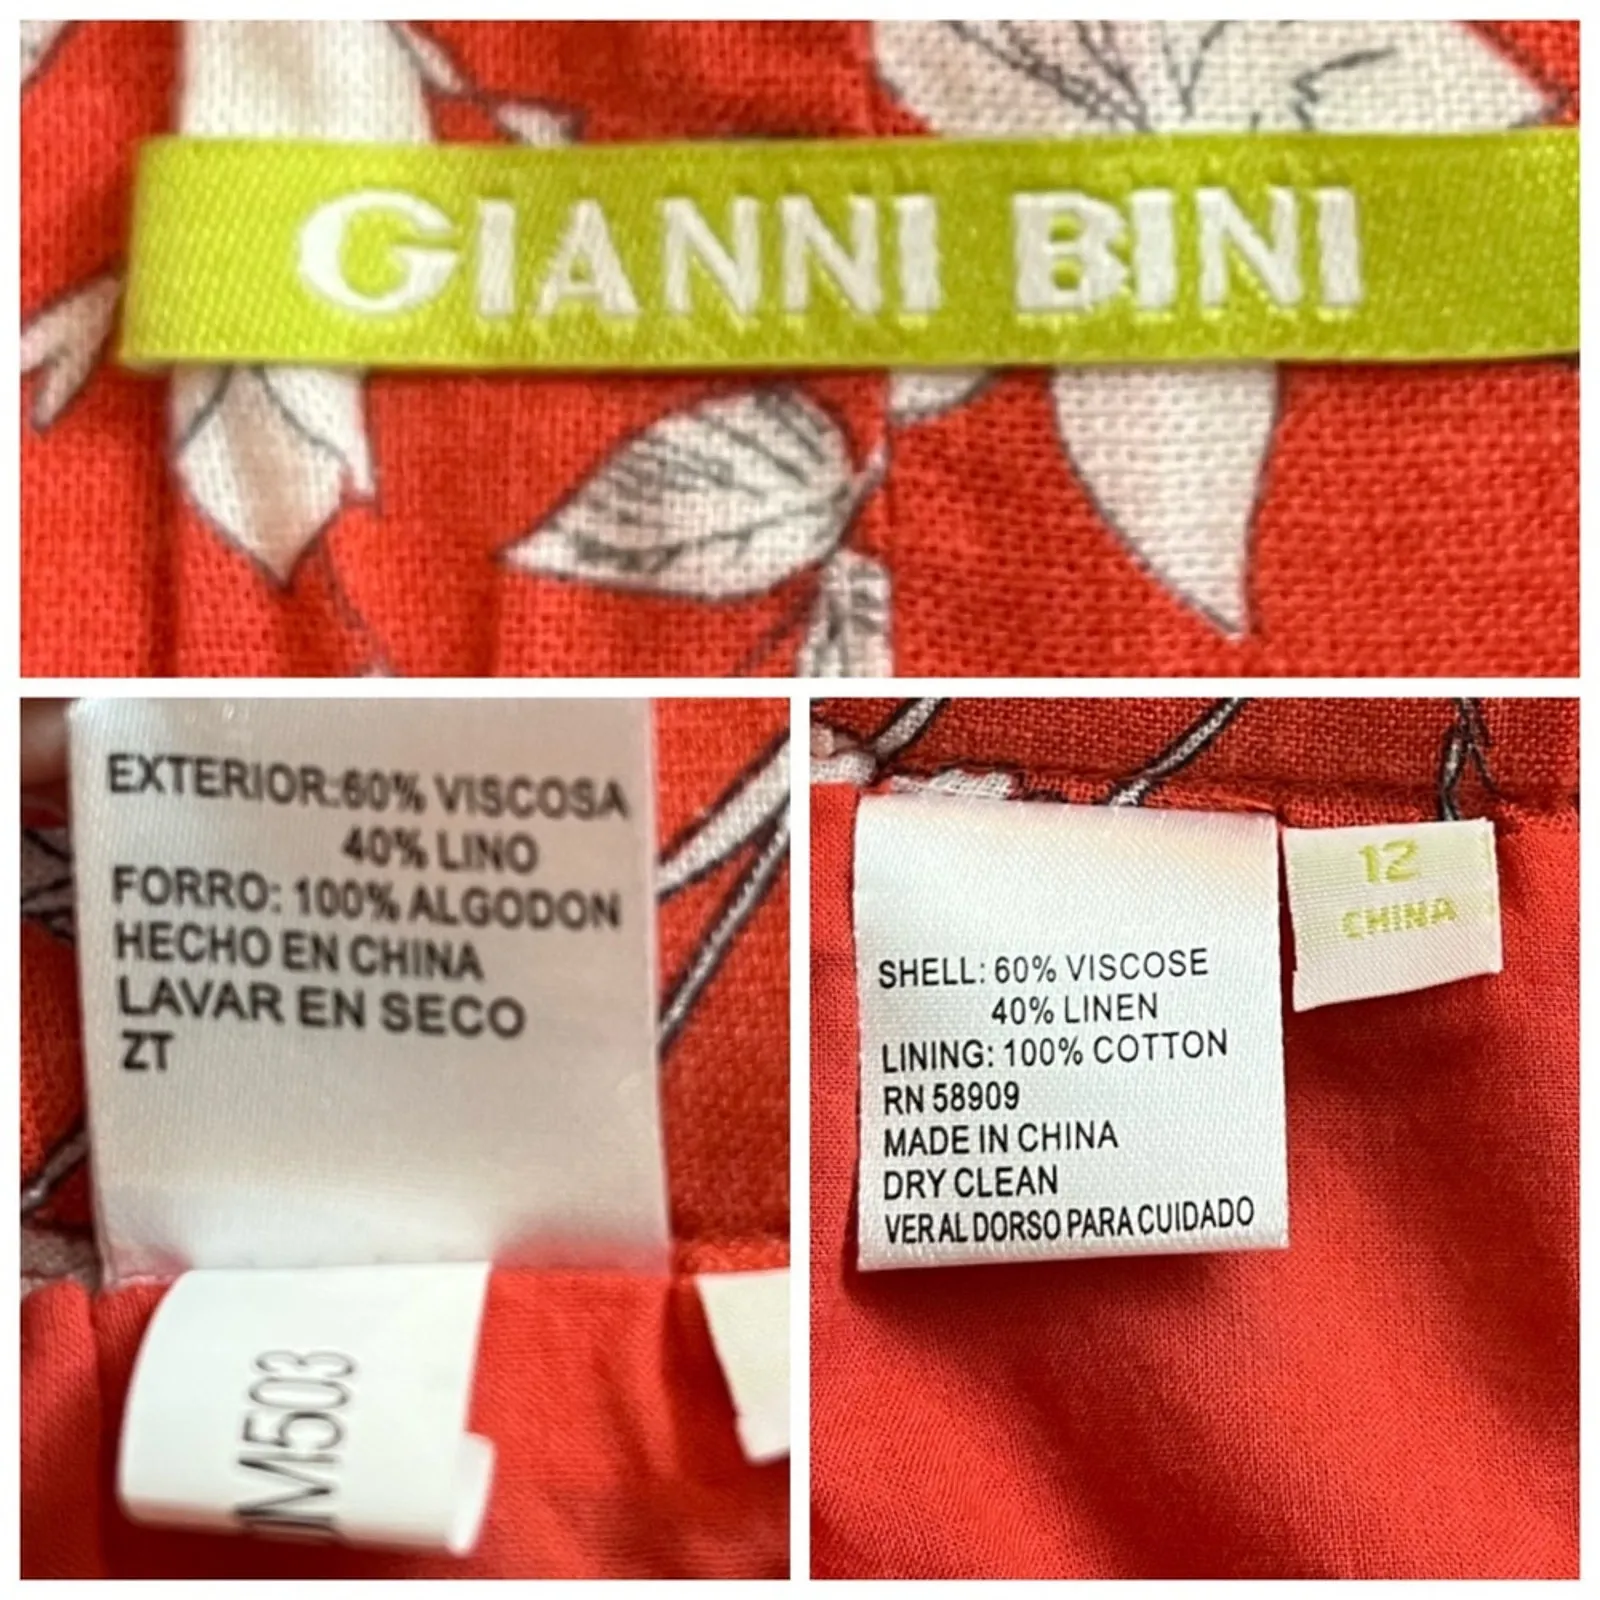 GIANNI BINI
EXTERIOR:60% VISCOSA
40% LINO
FORRO: 100% ALGODON
HECHO EN CHINA
LAVAR EN SECO
ZT
SHELL: 60% VISCOSE
40% LINEN
LINING: 100% COTTON
RN 58909
MADE IN CHINA
DRY CLEAN
VER AL DORSO PARA CUIDADO
12
CHINA